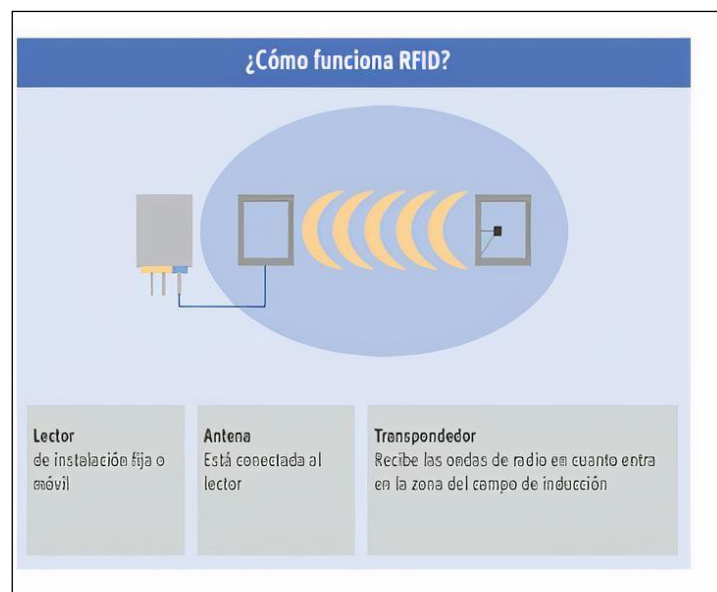 ¿Cómo funciona RFID?
Lector
de instalación fija o
móvil
Antena
Está conectada al
lector
Transpondedor
Recibe las ondas de radio en cuanto entra
en la zona del campo de inducción